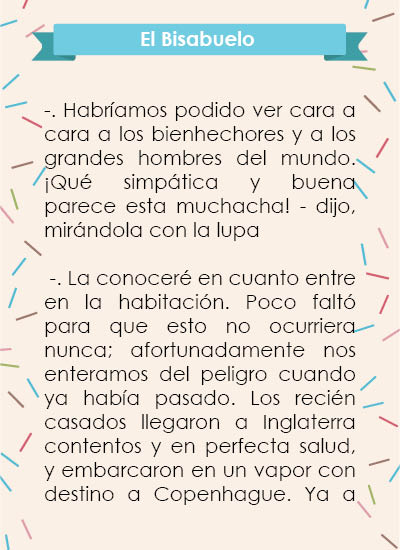 El Bisabuelo
-. Habríamos podido ver cara a
cara a los bienhechores y a los
grandes hombres del mundo.
¡Qué simpática y buena
parece esta muchacha! - dijo,
mirándola con la lupa
-. La conoceré en cuanto entre
en la habitación. Poco faltó
para que esto no ocurriera
nunca; afortunadamente nos
enteramos del peligro cuando
ya había pasado. Los recién
casados llegaron a Inglaterra
contentos y en perfecta salud,
y embarcaron en un vapor con
destino a Copenhague. Ya a